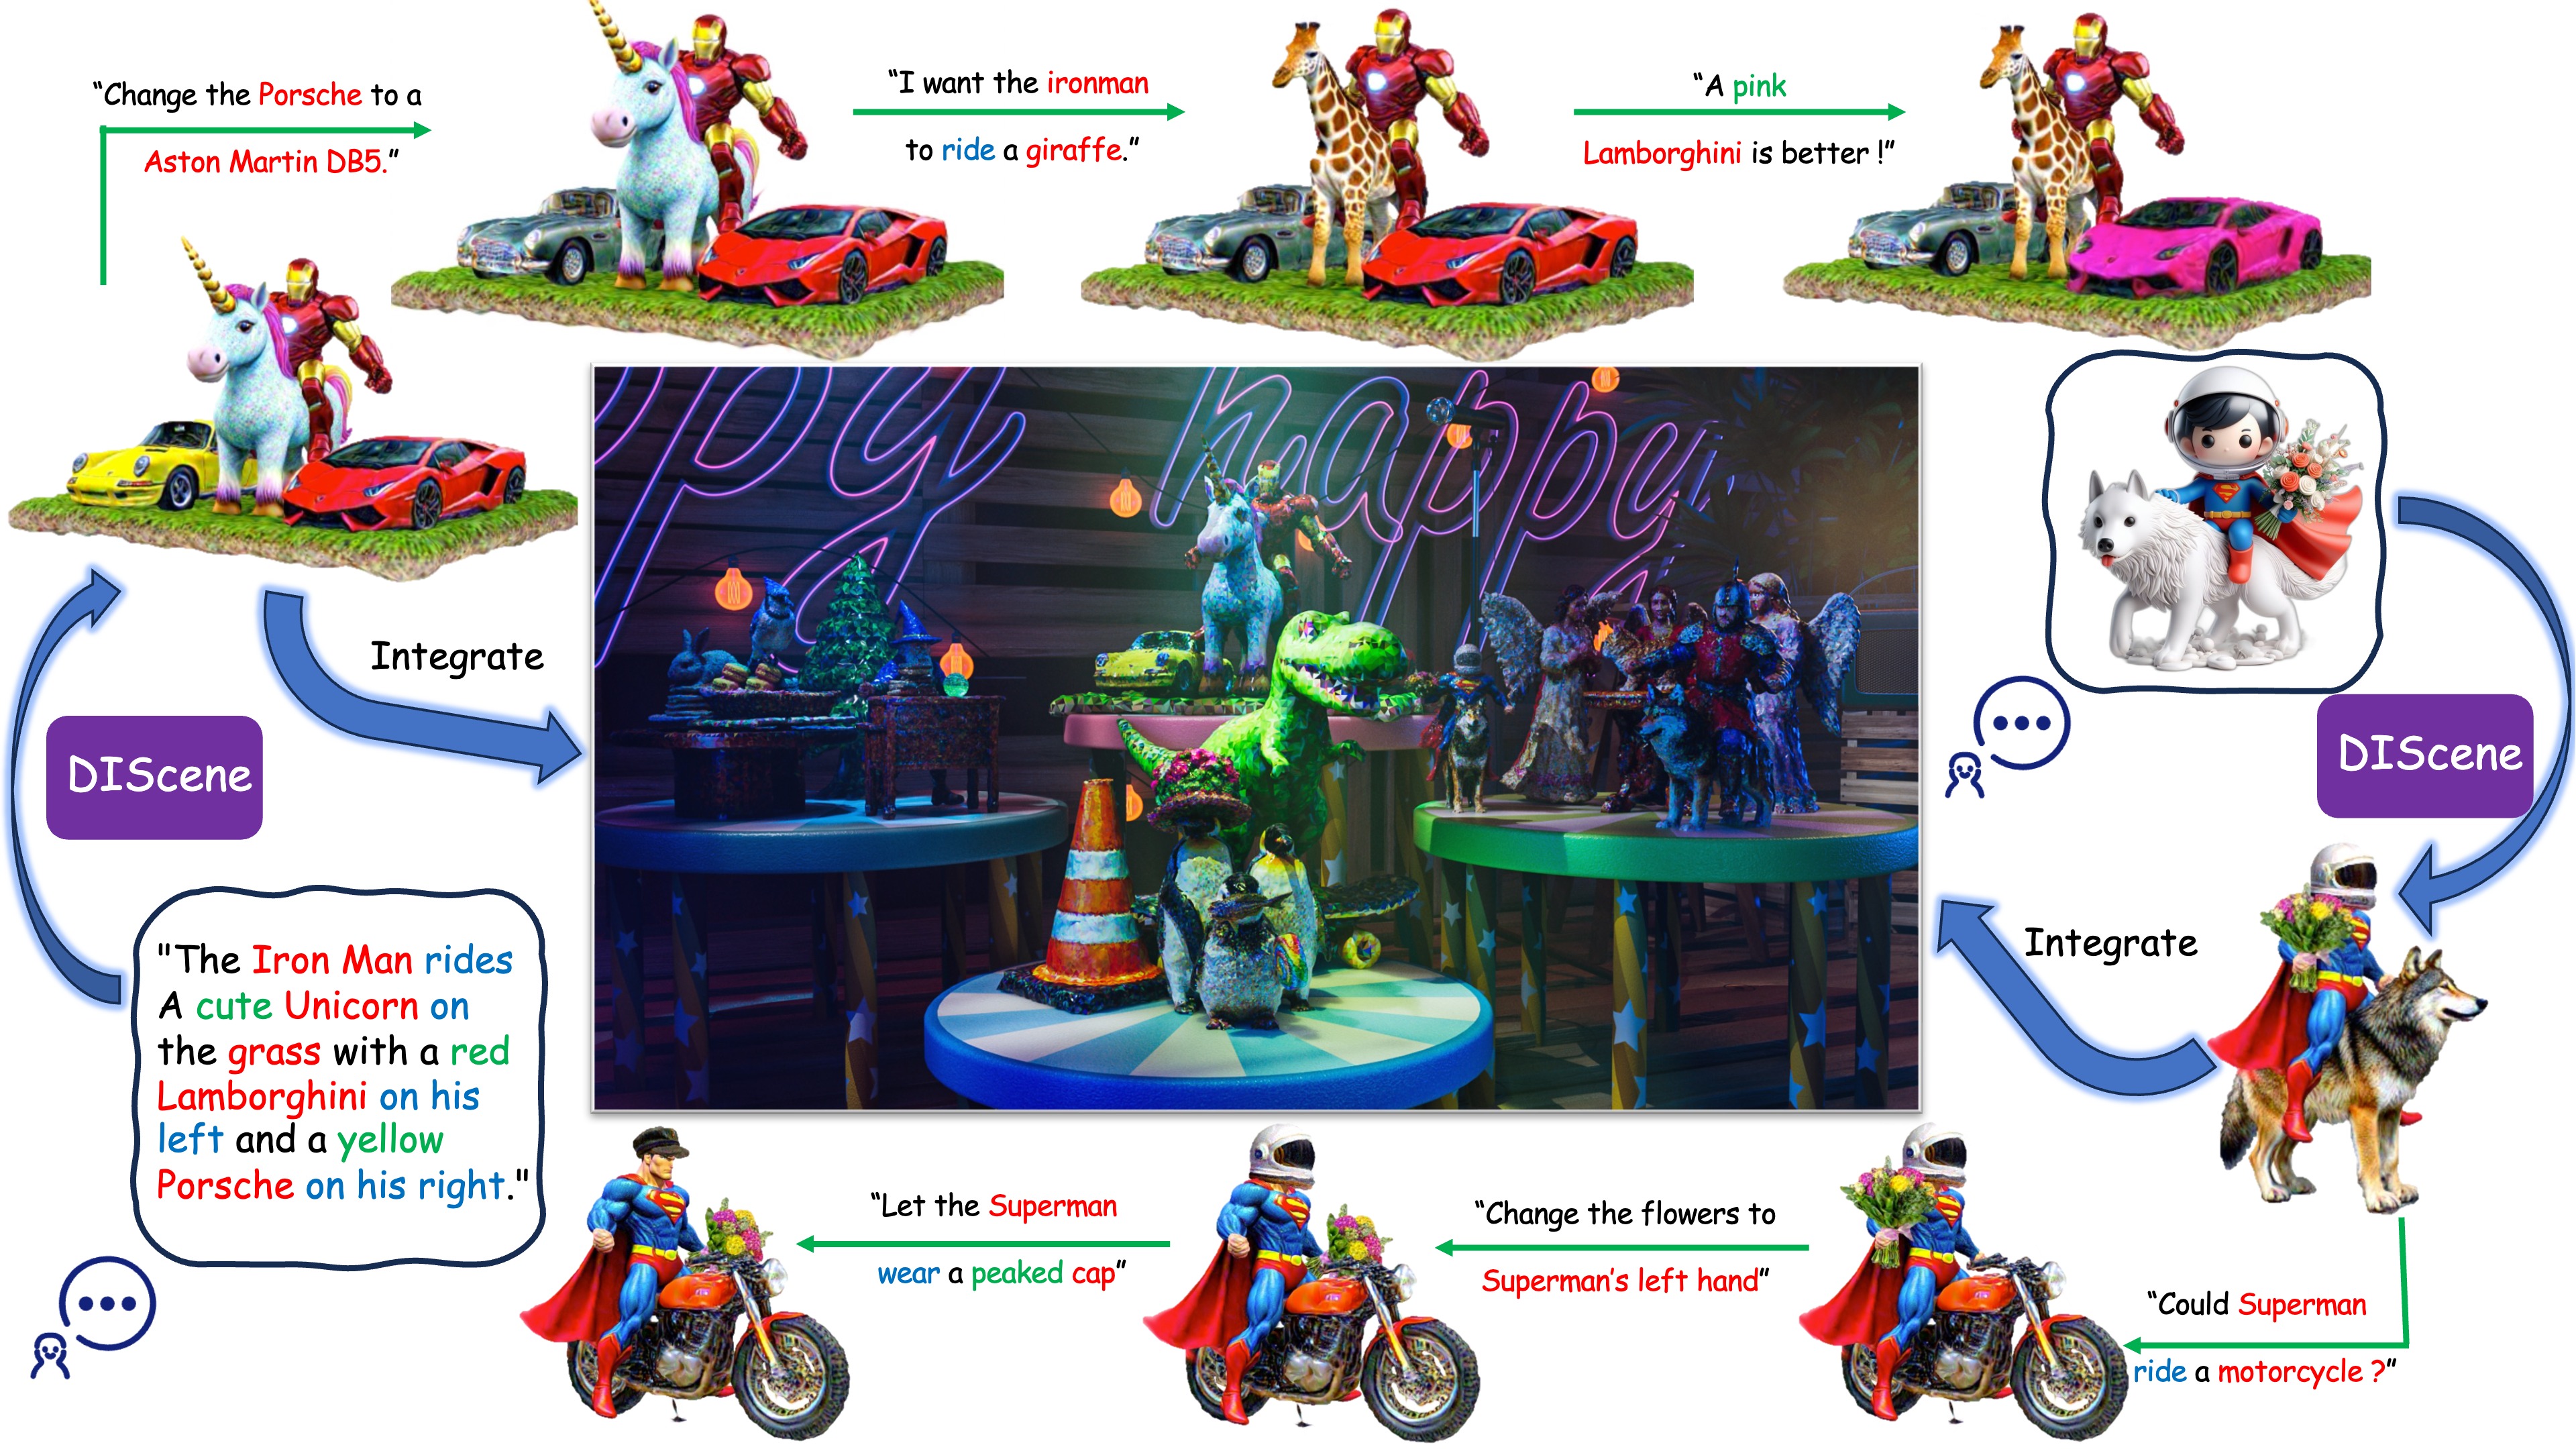 “Change the Porsche to a
Aston Martin DB5.”
“I want the ironman
to ride a giraffe.”
“A pink
Lamborghini is better !”
ppy happy
Integrate
DIScene
DIScene
"The Iron Man rides
A cute Unicorn on
the grass with a red
Lamborghini on his
left and a yellow
Porsche on his right."
Integrate
“Let the Superman
wear a peaked cap”
“Change the flowers to
Superman’s left hand”
“Could Superman
ride a motorcycle ?”